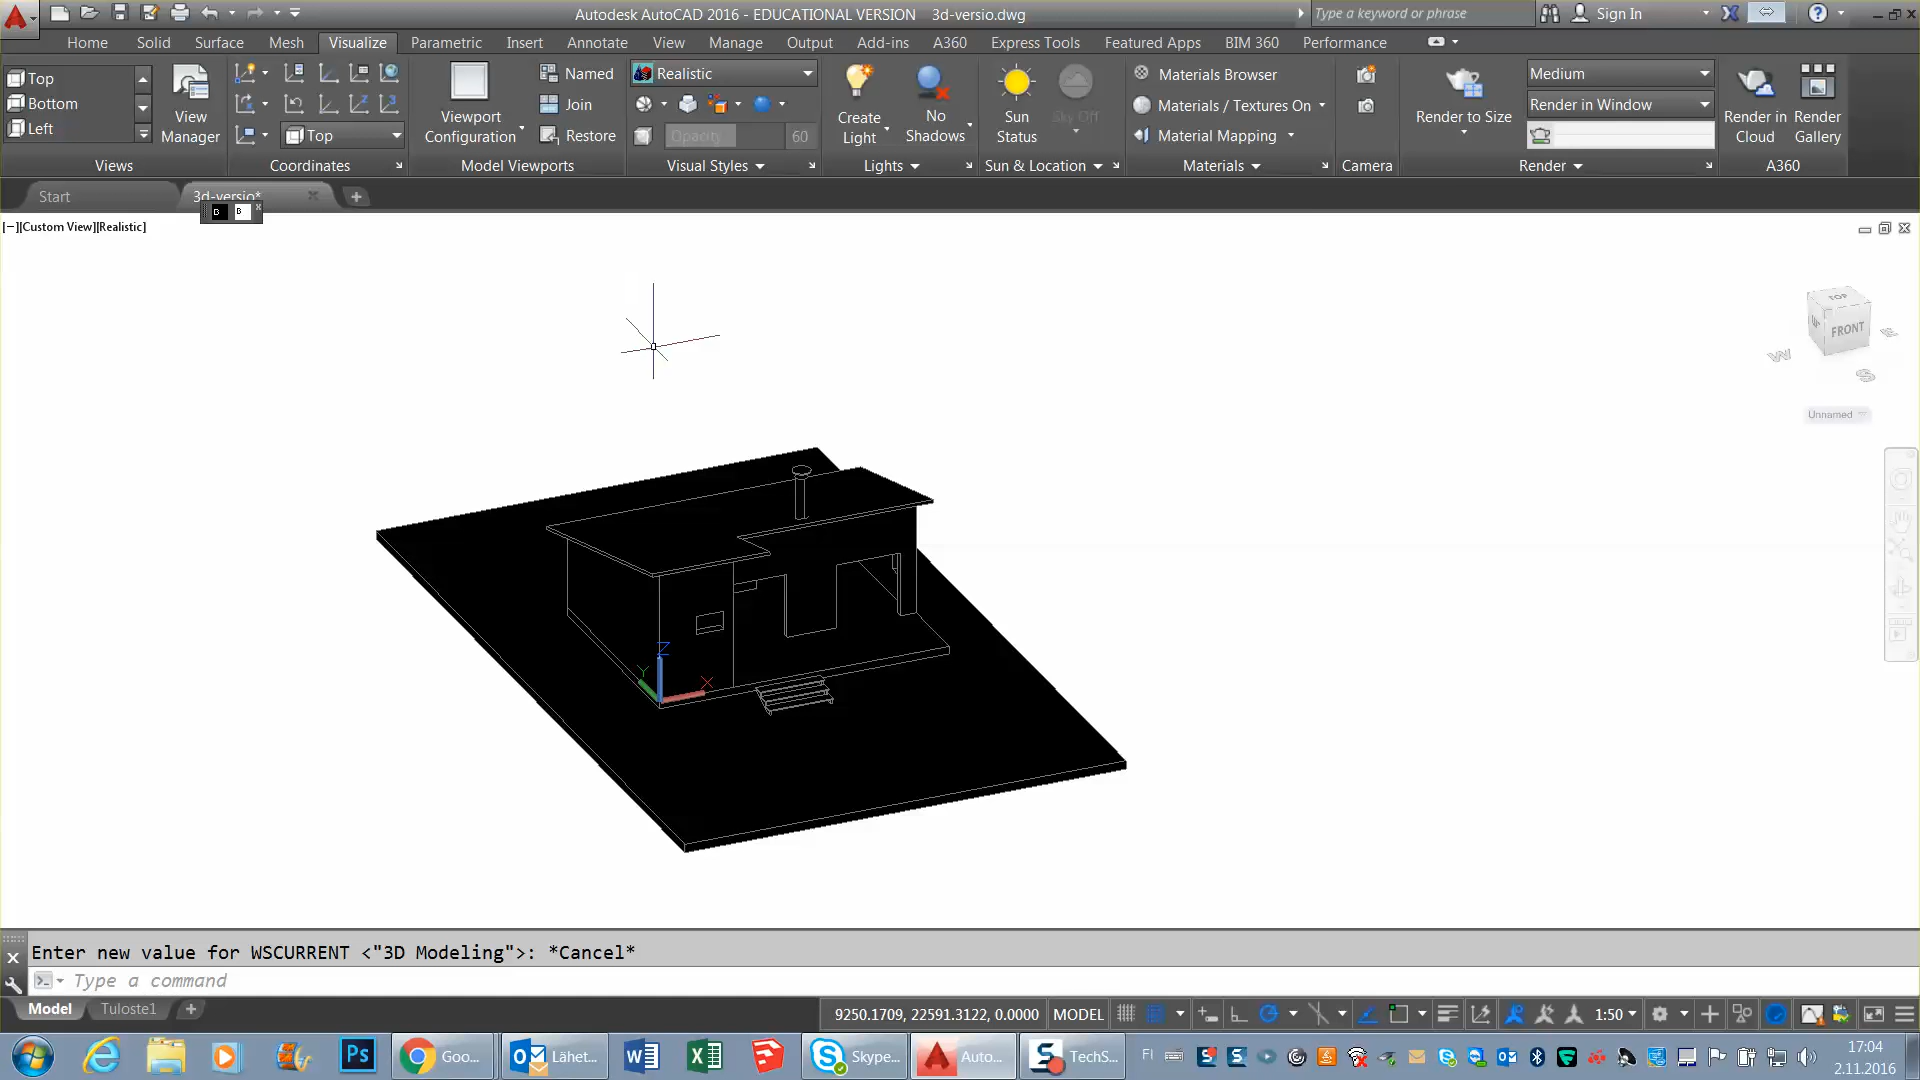 Autodesk AutoCAD 2016 - EDUCATIONAL VERSION 3d-versio.dwg
Type a keyword or phrase
Sign In
Home Solid Surface Mesh Visualize Parametric Insert Annotate View Manage Output Add-ins A360 Express Tools Featured Apps BIM 360 Performance
Top
Bottom
Left
View
Manager
Views
Top
Coordinates
Viewport
Configuration
Named
Join
Restore
Model Viewports
Realistic
Opacity 60
Visual Styles
Create
Light
No
Shadows
Lights
Sun
Status
Sky Off
Sun & Location
Materials Browser
Materials / Textures On
Material Mapping
Materials
Camera
Render to Size
Medium
Render in Window
Render
Render in
Cloud
Render
Gallery
A360
Start
3d-versio*
B B
[−][Custom View][Realistic]
TOP
FRONT
W
S
E
Unnamed
Z
Y
X
Enter new value for WSCURRENT <"3D Modeling">: *Cancel*
Type a command
Model
Tuloste1
9250.1709, 22591.3122, 0.0000
MODEL
1:50
Ps
Goo...
Lähet...
Skype...
Auto...
TechS...
FI
17:04
2.11.2016